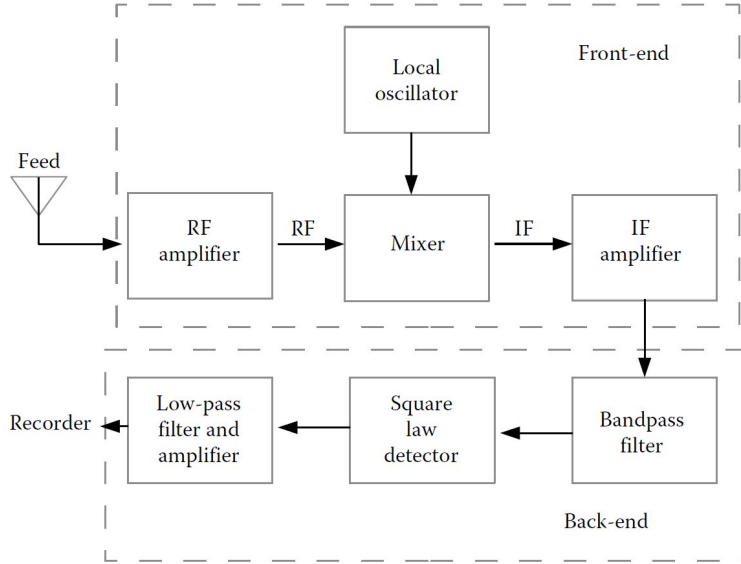 Front-end
Local
oscillator
Feed
RF
amplifier
RF
Mixer
IF
IF
amplifier
Recorder
Low-pass
filter and
amplifier
Square
law
detector
Bandpass
filter
Back-end